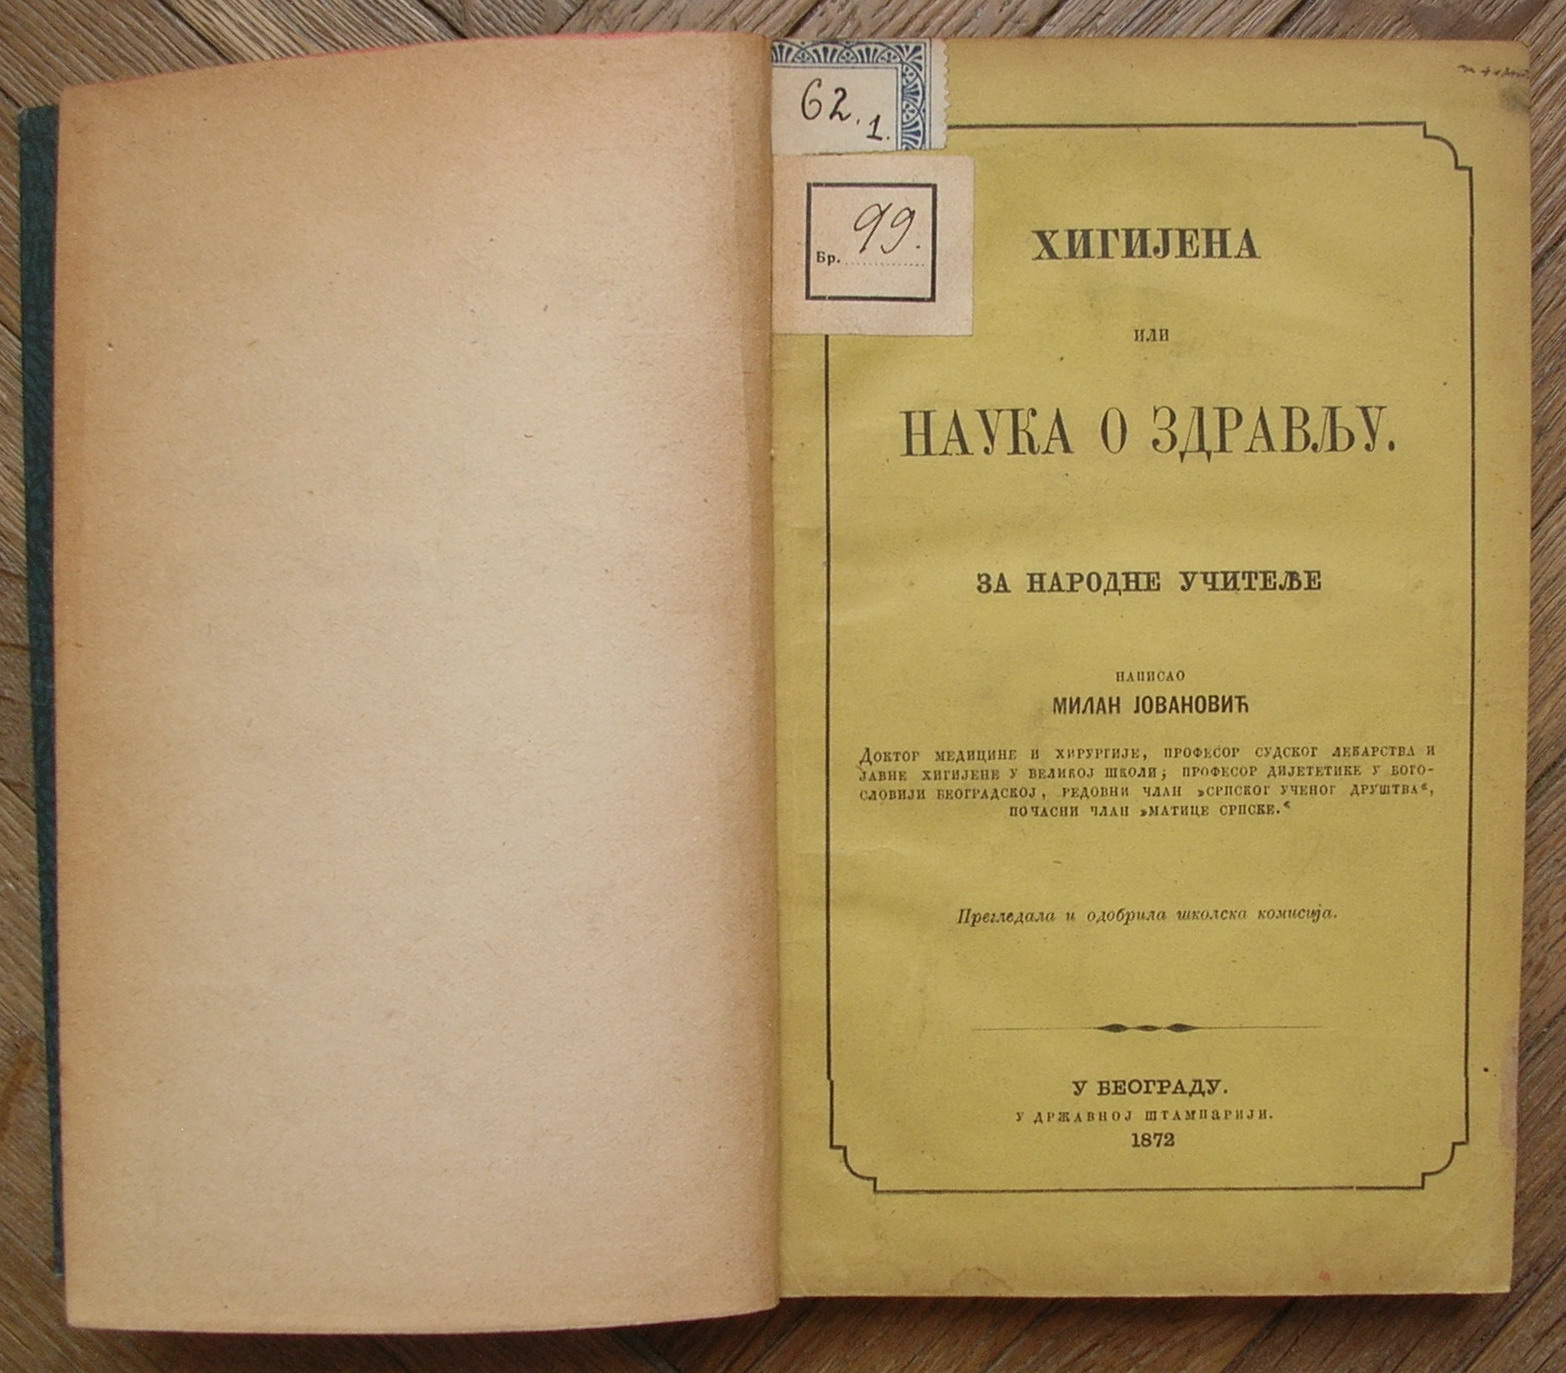 62.1.
Бр. 99.
ХИГИЈЕНА
ИЛИ
НАУКА О ЗДРАВЉУ.
ЗА НАРОДНЕ УЧИТЕЉЕ
НАПИСАО
МИЛАН ЈОВАНОВИЋ
ДОКТОР МЕДИЦИНЕ И ХИРУРГИЈЕ, ПРОФЕСОР СУДСКОГ ЛЕКАРСТВА И
ЈАВНЕ ХИГИЈЕНЕ У ВЕЛИКОЈ ШКОЛИ; ПРОФЕСОР ДИЈЕТЕТИКЕ У БОГО-
СЛОВИЈИ БЕОГРАДСКОЈ, РЕДОВНИ ЧЛАН »СРПСКОГ УЧЕНОГ ДРУШТВА«,
ПОЧАСНИ ЧЛАН »МАТИЦЕ СРПСКЕ.«
Прегледала и одобрила школска комисија.
У БЕОГРАДУ.
У ДРЖАВНОЈ ШТАМПАРИЈИ.
1872